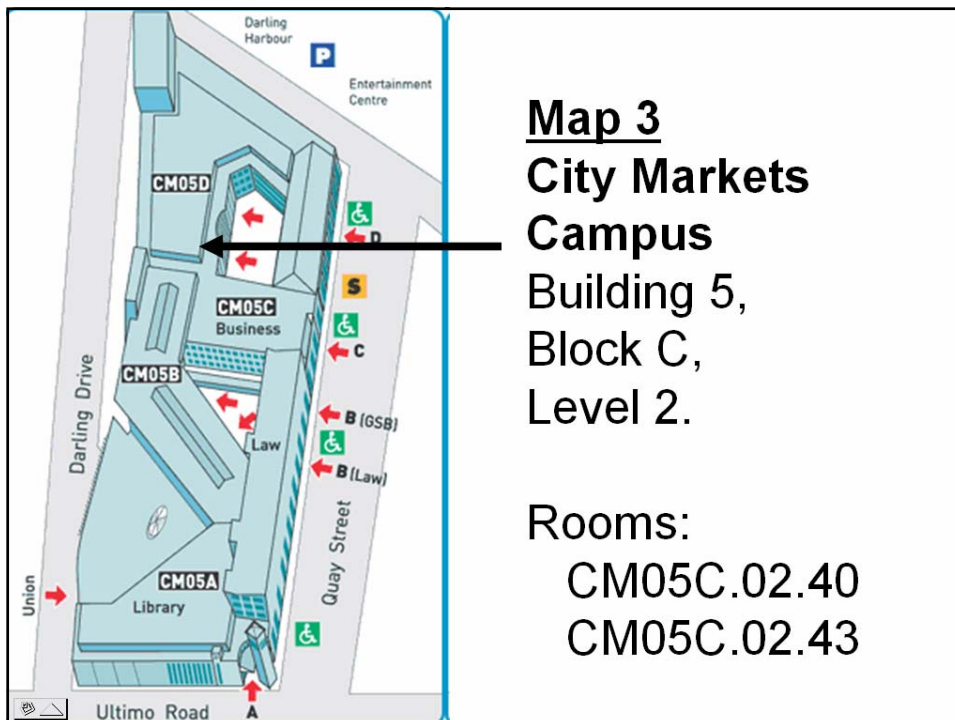 Darling
Harbour
P
Entertainment
Centre
CM05D
D
S
CM05C
Business
C
CM05B
B (GSB)
Law
B (Law)
Darling Drive
Quay Street
CM05A
Library
Union
Ultimo Road
A
Map 3
City Markets
Campus
Building 5,
Block C,
Level 2.
Rooms:
CM05C.02.40
CM05C.02.43